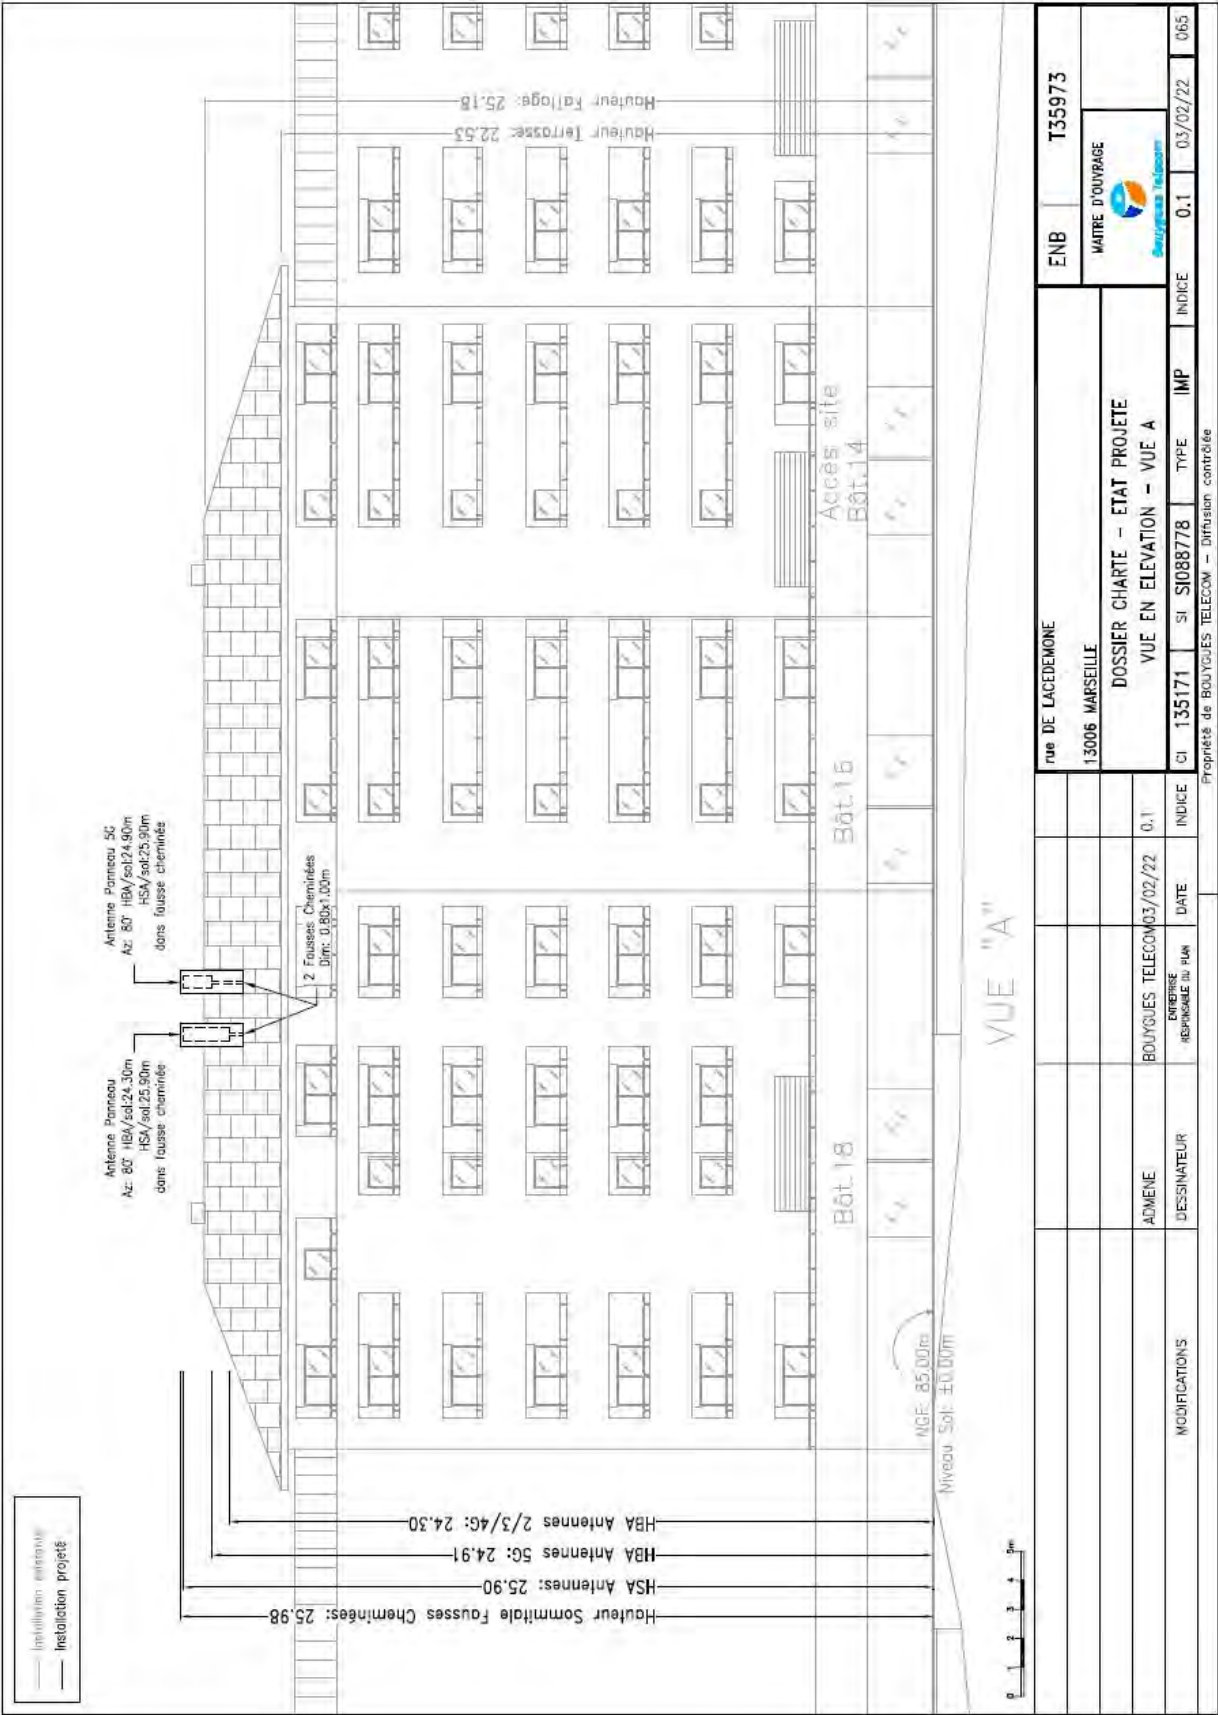 Installation existante
Installation projeté
Antenne Panneau
Az: 80° HBA/sol:24.30m
HSA/sol:25.90m
dans fausse cheminée
Antenne Panneau 5G
Az: 80° HBA/sol:24.90m
HSA/sol:25.90m
dans fausse cheminée
2 Fausses Cheminées
Dim: 0.80x1.00m
Hauteur Sommitale Fausses Cheminées: 25.98
HSA Antennes: 25.90
HBA Antennes 5G: 24.91
HBA Antennes 2/3/4G: 24.30
Hauteur Terrasse: 22.53
Hauteur Faîtage: 25.18
Bât.18
Bât.16
Accès site
Bât.14
NGF: 85.00m
Niveau Sol: ±0.00m
0 1 2 3 4 5m
VUE "A"
rue DE LACEDEMONE
13006 MARSEILLE
ENB T35973
MAITRE D'OUVRAGE
Bouygues Telecom
DOSSIER CHARTE - ETAT PROJETE
VUE EN ELEVATION - VUE A
ADMENE BOUYGUES TELECOM 03/02/22 0.1
MODIFICATIONS DESSINATEUR ENTREPRISE RESPONSABLE DU PLAN DATE INDICE
CI 135171 SI SI088778 TYPE IMP INDICE 0.1 03/02/22 065
Propriété de BOUYGUES TELECOM - Diffusion contrôlée